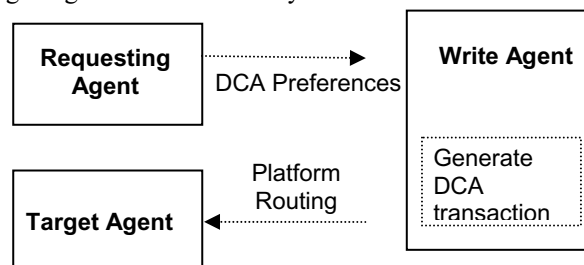 Requesting
Agent
DCA Preferences
Write Agent
Generate
DCA
transaction
Platform
Routing
Target Agent